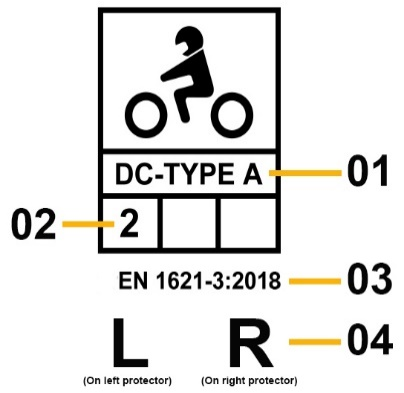 DC-TYPE A 01
02 2
EN 1621-3:2018 03
L R 04
(On left protector) (On right protector)